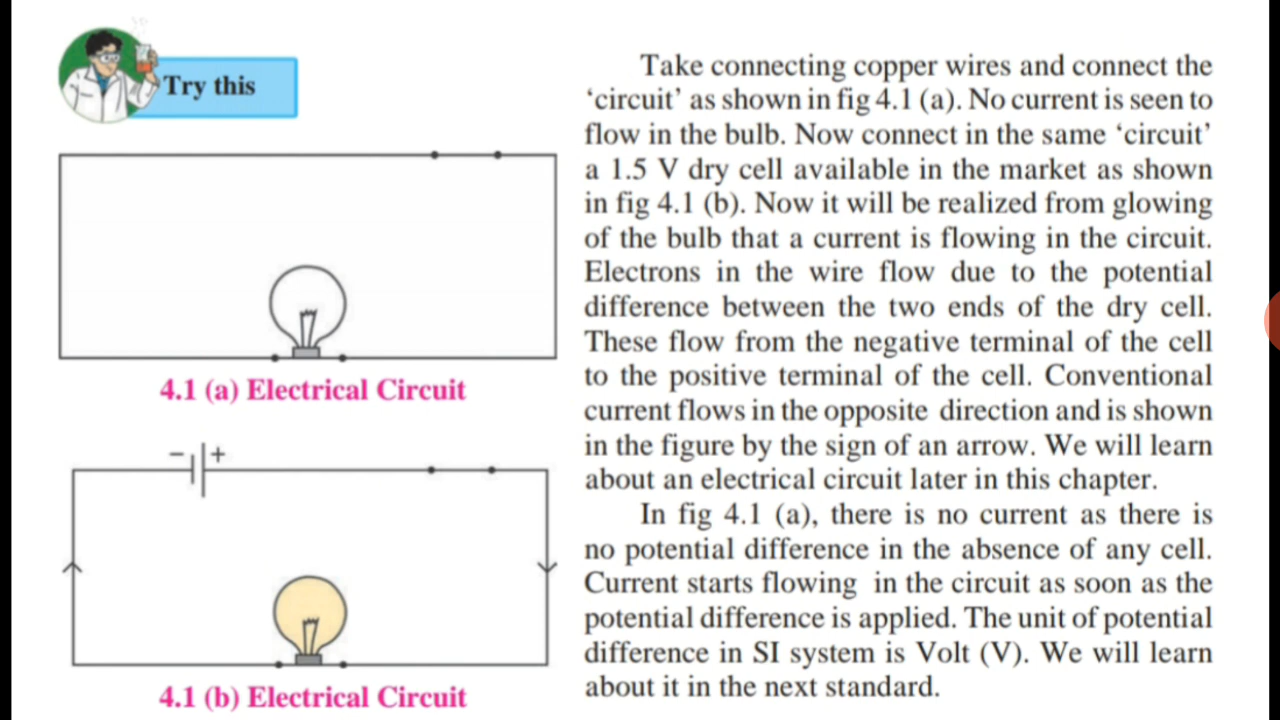 Try this
4.1 (a) Electrical Circuit
− +
4.1 (b) Electrical Circuit
Take connecting copper wires and connect the
‘circuit’ as shown in fig 4.1 (a). No current is seen to
flow in the bulb. Now connect in the same ‘circuit’
a 1.5 V dry cell available in the market as shown
in fig 4.1 (b). Now it will be realized from glowing
of the bulb that a current is flowing in the circuit.
Electrons in the wire flow due to the potential
difference between the two ends of the dry cell.
These flow from the negative terminal of the cell
to the positive terminal of the cell. Conventional
current flows in the opposite direction and is shown
in the figure by the sign of an arrow. We will learn
about an electrical circuit later in this chapter.
In fig 4.1 (a), there is no current as there is
no potential difference in the absence of any cell.
Current starts flowing in the circuit as soon as the
potential difference is applied. The unit of potential
difference in SI system is Volt (V). We will learn
about it in the next standard.